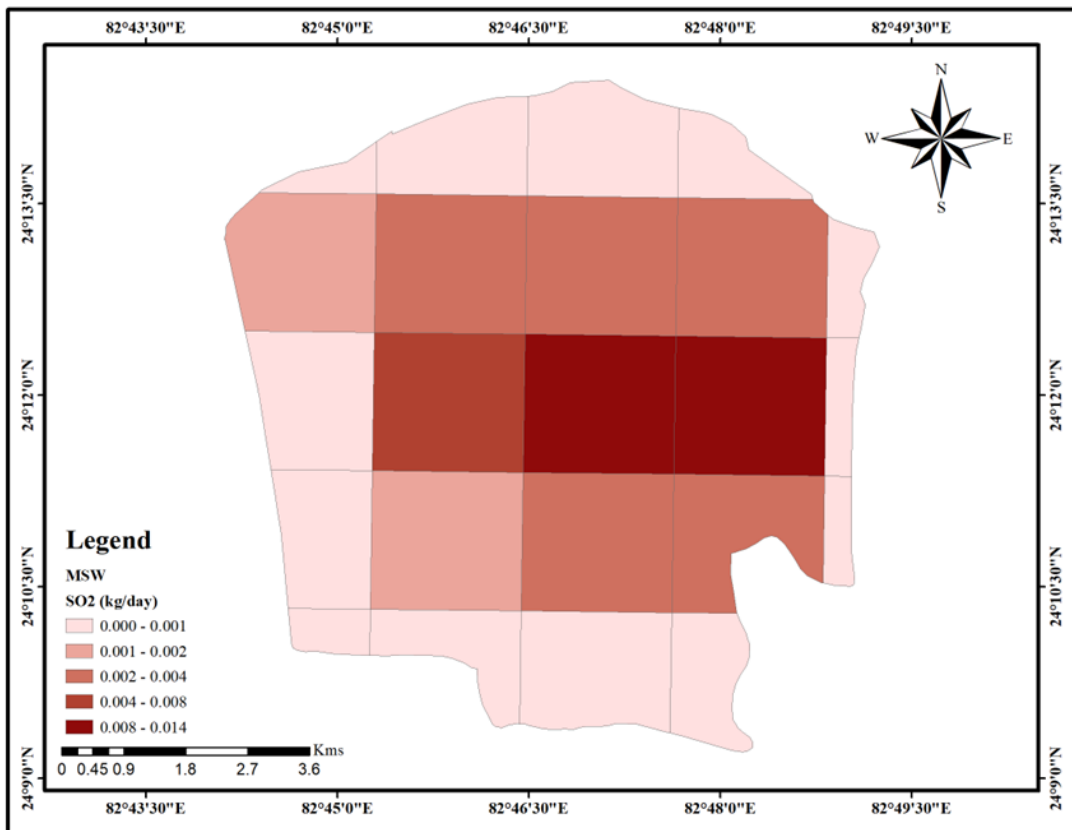 82°43'30"E 82°45'0"E 82°46'30"E 82°48'0"E 82°49'30"E
N
W E
S
24°13'30"N 24°13'30"N
24°12'0"N 24°12'0"N
24°10'30"N 24°10'30"N
24°9'0"N 24°9'0"N
Legend
MSW
SO2 (kg/day)
0.000 - 0.001
0.001 - 0.002
0.002 - 0.004
0.004 - 0.008
0.008 - 0.014
Kms
0 0.45 0.9 1.8 2.7 3.6
82°43'30"E 82°45'0"E 82°46'30"E 82°48'0"E 82°49'30"E